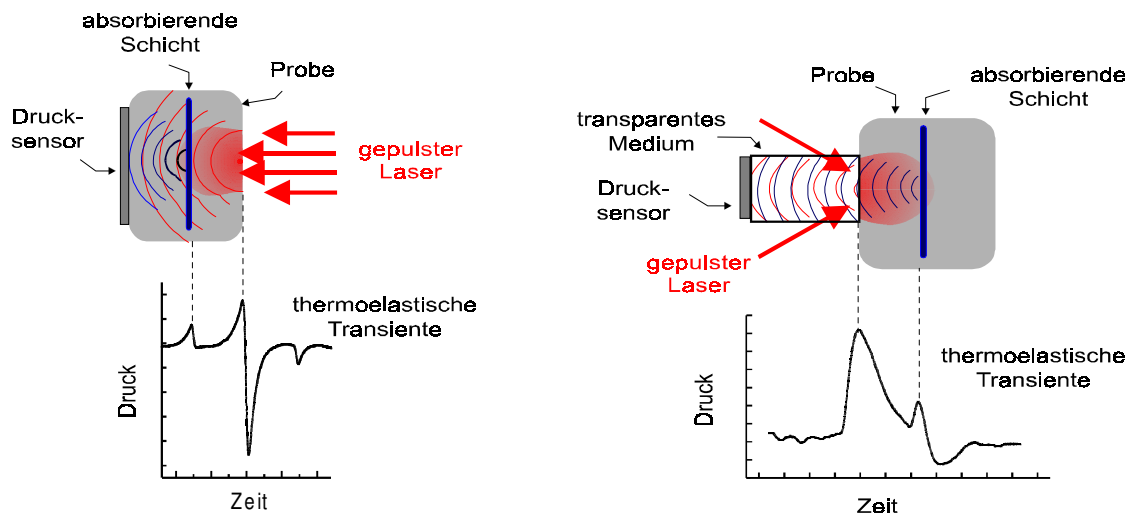 absorbierende
Schicht
Probe
Druck-
sensor
gepulster
Laser
thermoelastische
Transiente
Druck
Zeit
Probe
absorbierende
Schicht
transparentes
Medium
Druck-
sensor
gepulster
Laser
thermoelastische
Transiente
Druck
Zeit